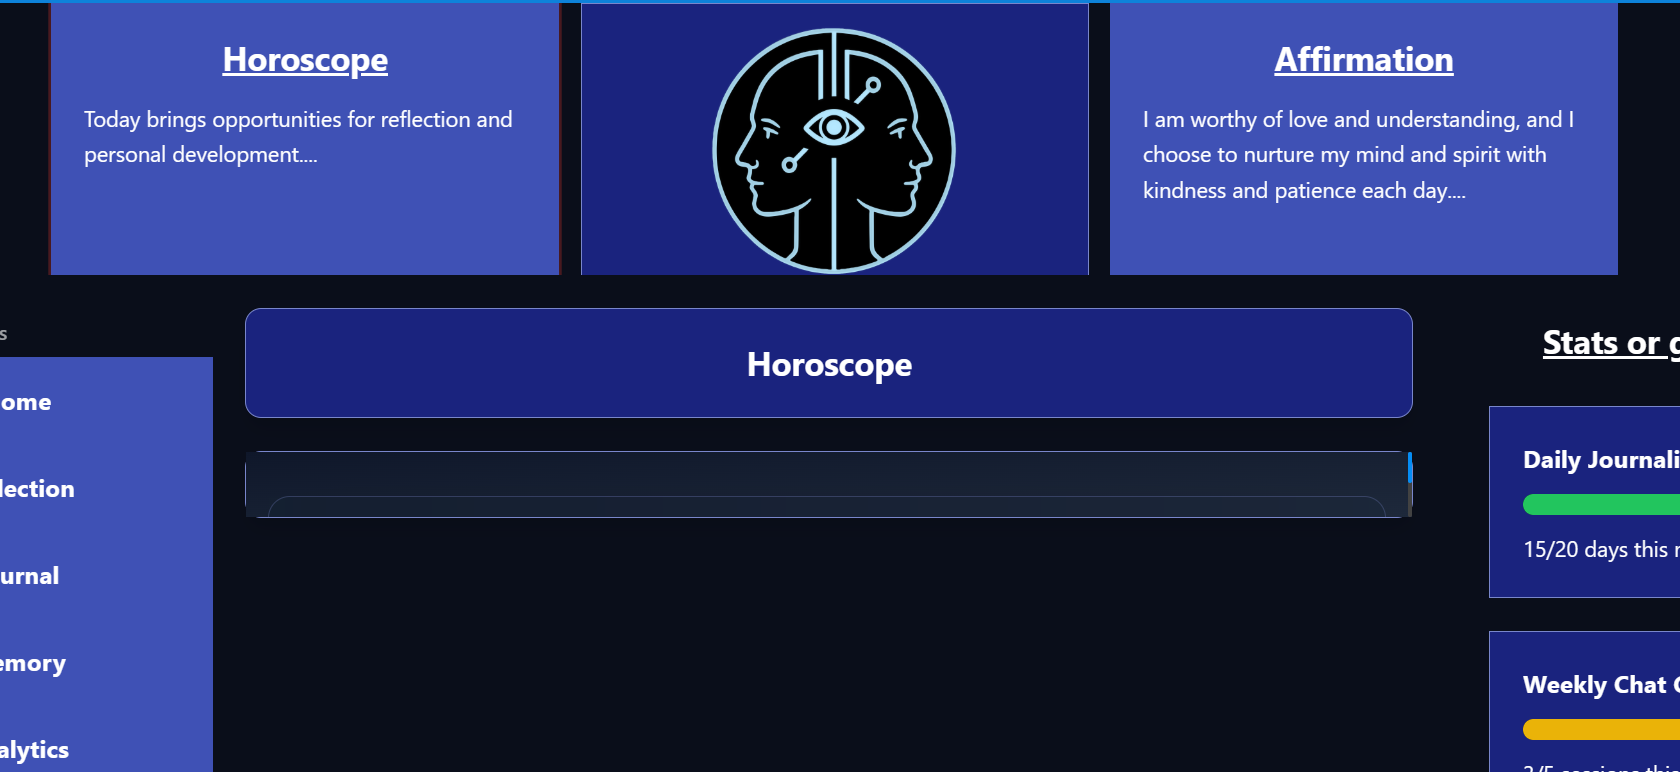 Horoscope
Today brings opportunities for reflection and
personal development....
Affirmation
I am worthy of love and understanding, and I
choose to nurture my mind and spirit with
kindness and patience each day....
s
ome
lection
urnal
emory
alytics
Horoscope
Stats or g
Daily Journali
15/20 days this
Weekly Chat